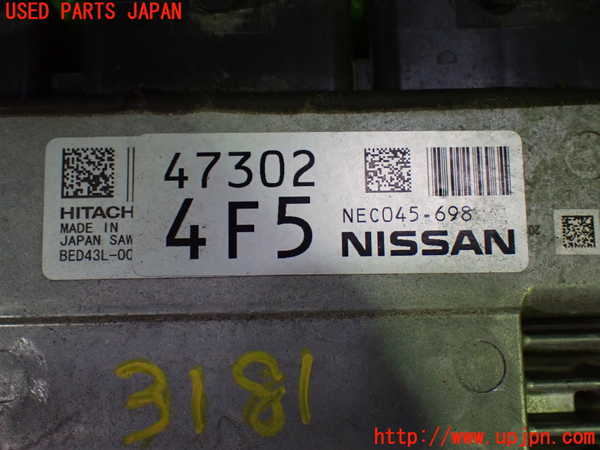 USED PARTS JAPAN
47302
HITACH
MADE IN
JAPAN SAW
BED43L-00
4F5
NEC045-698
NISSAN
3181
http://www.upjpn.com/